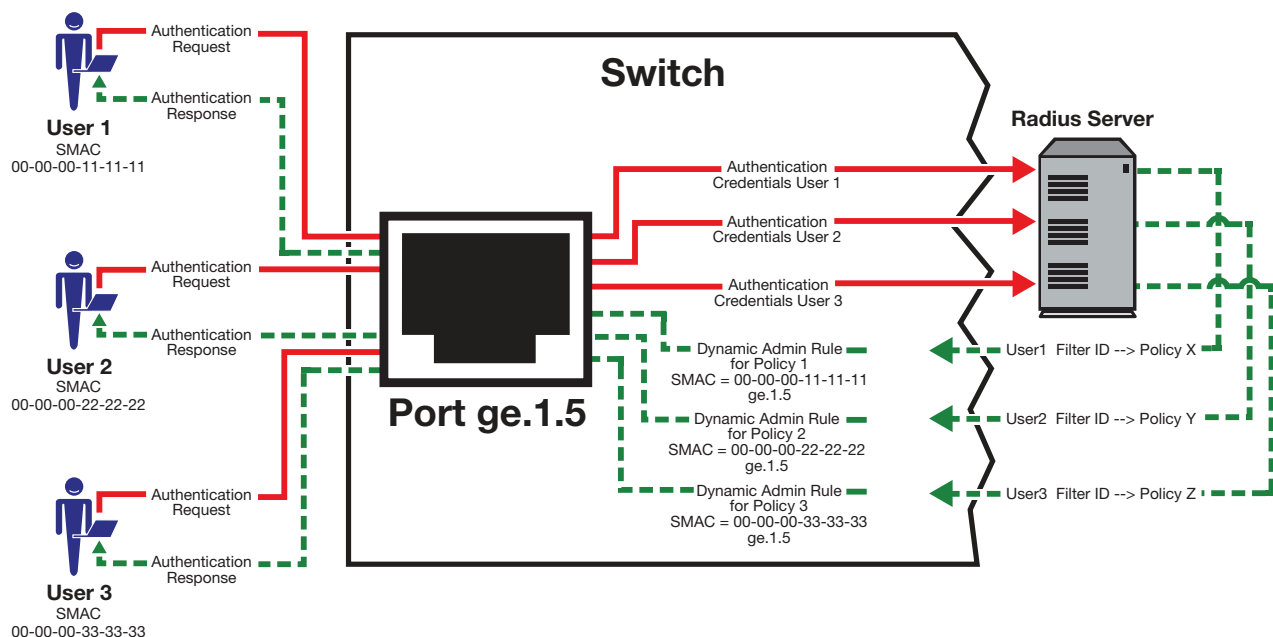 Switch
Authentication
Request
Authentication
Response
User 1
SMAC
00-00-00-11-11-11
Authentication
Request
Authentication
Response
User 2
SMAC
00-00-00-22-22-22
Authentication
Request
Authentication
Response
User 3
SMAC
00-00-00-33-33-33
Port ge.1.5
Authentication
Credentials User 1
Authentication
Credentials User 2
Authentication
Credentials User 3
Dynamic Admin Rule
for Policy 1
SMAC = 00-00-00-11-11-11
ge.1.5
Dynamic Admin Rule
for Policy 2
SMAC = 00-00-00-22-22-22
ge.1.5
Dynamic Admin Rule
for Policy 3
SMAC = 00-00-00-33-33-33
ge.1.5
Radius Server
User1 Filter ID --> Policy X
User2 Filter ID --> Policy Y
User3 Filter ID --> Policy Z